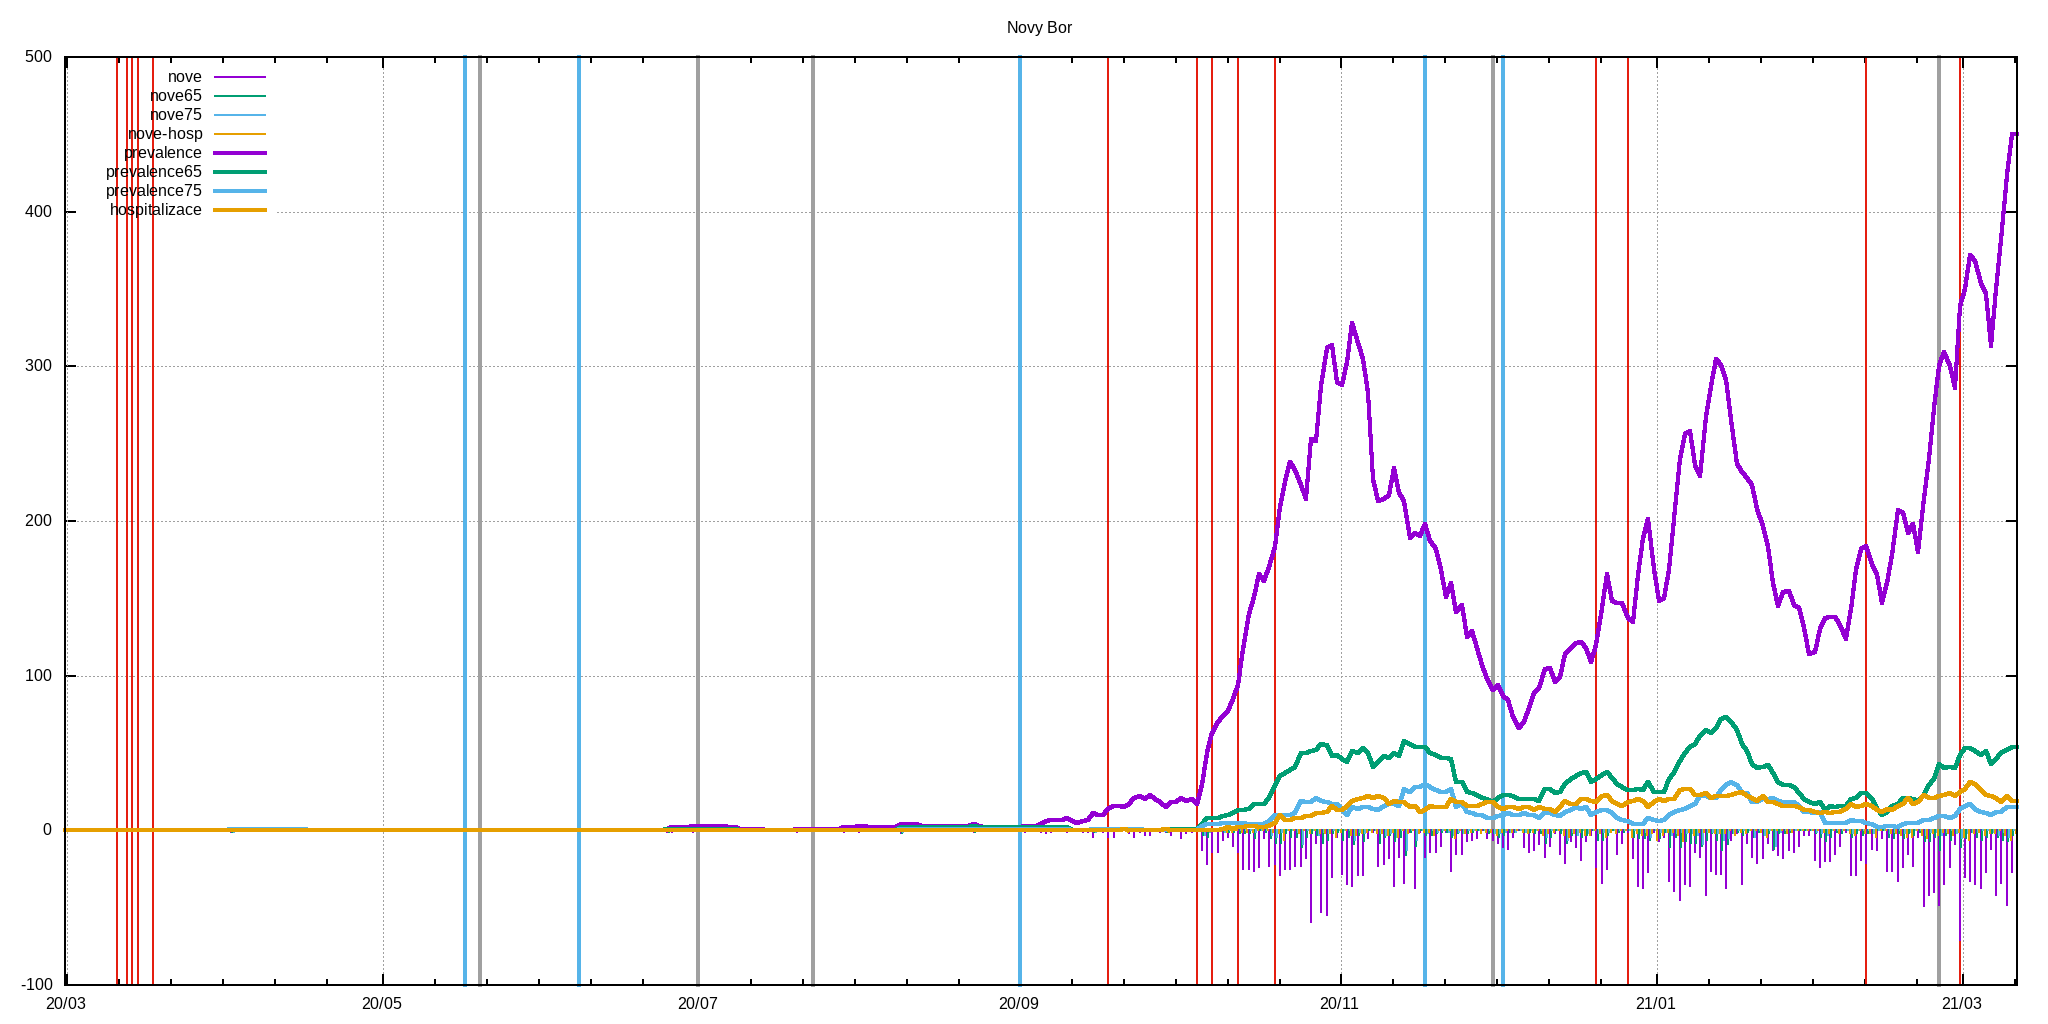 Novy Bor
500
nove
nove65
nove75
nove-hosp
prevalence
prevalence65
prevalence75
hospitalizace
400
300
200
100
0
-100
20/03 20/05 20/07 20/09 20/11 21/01 21/03